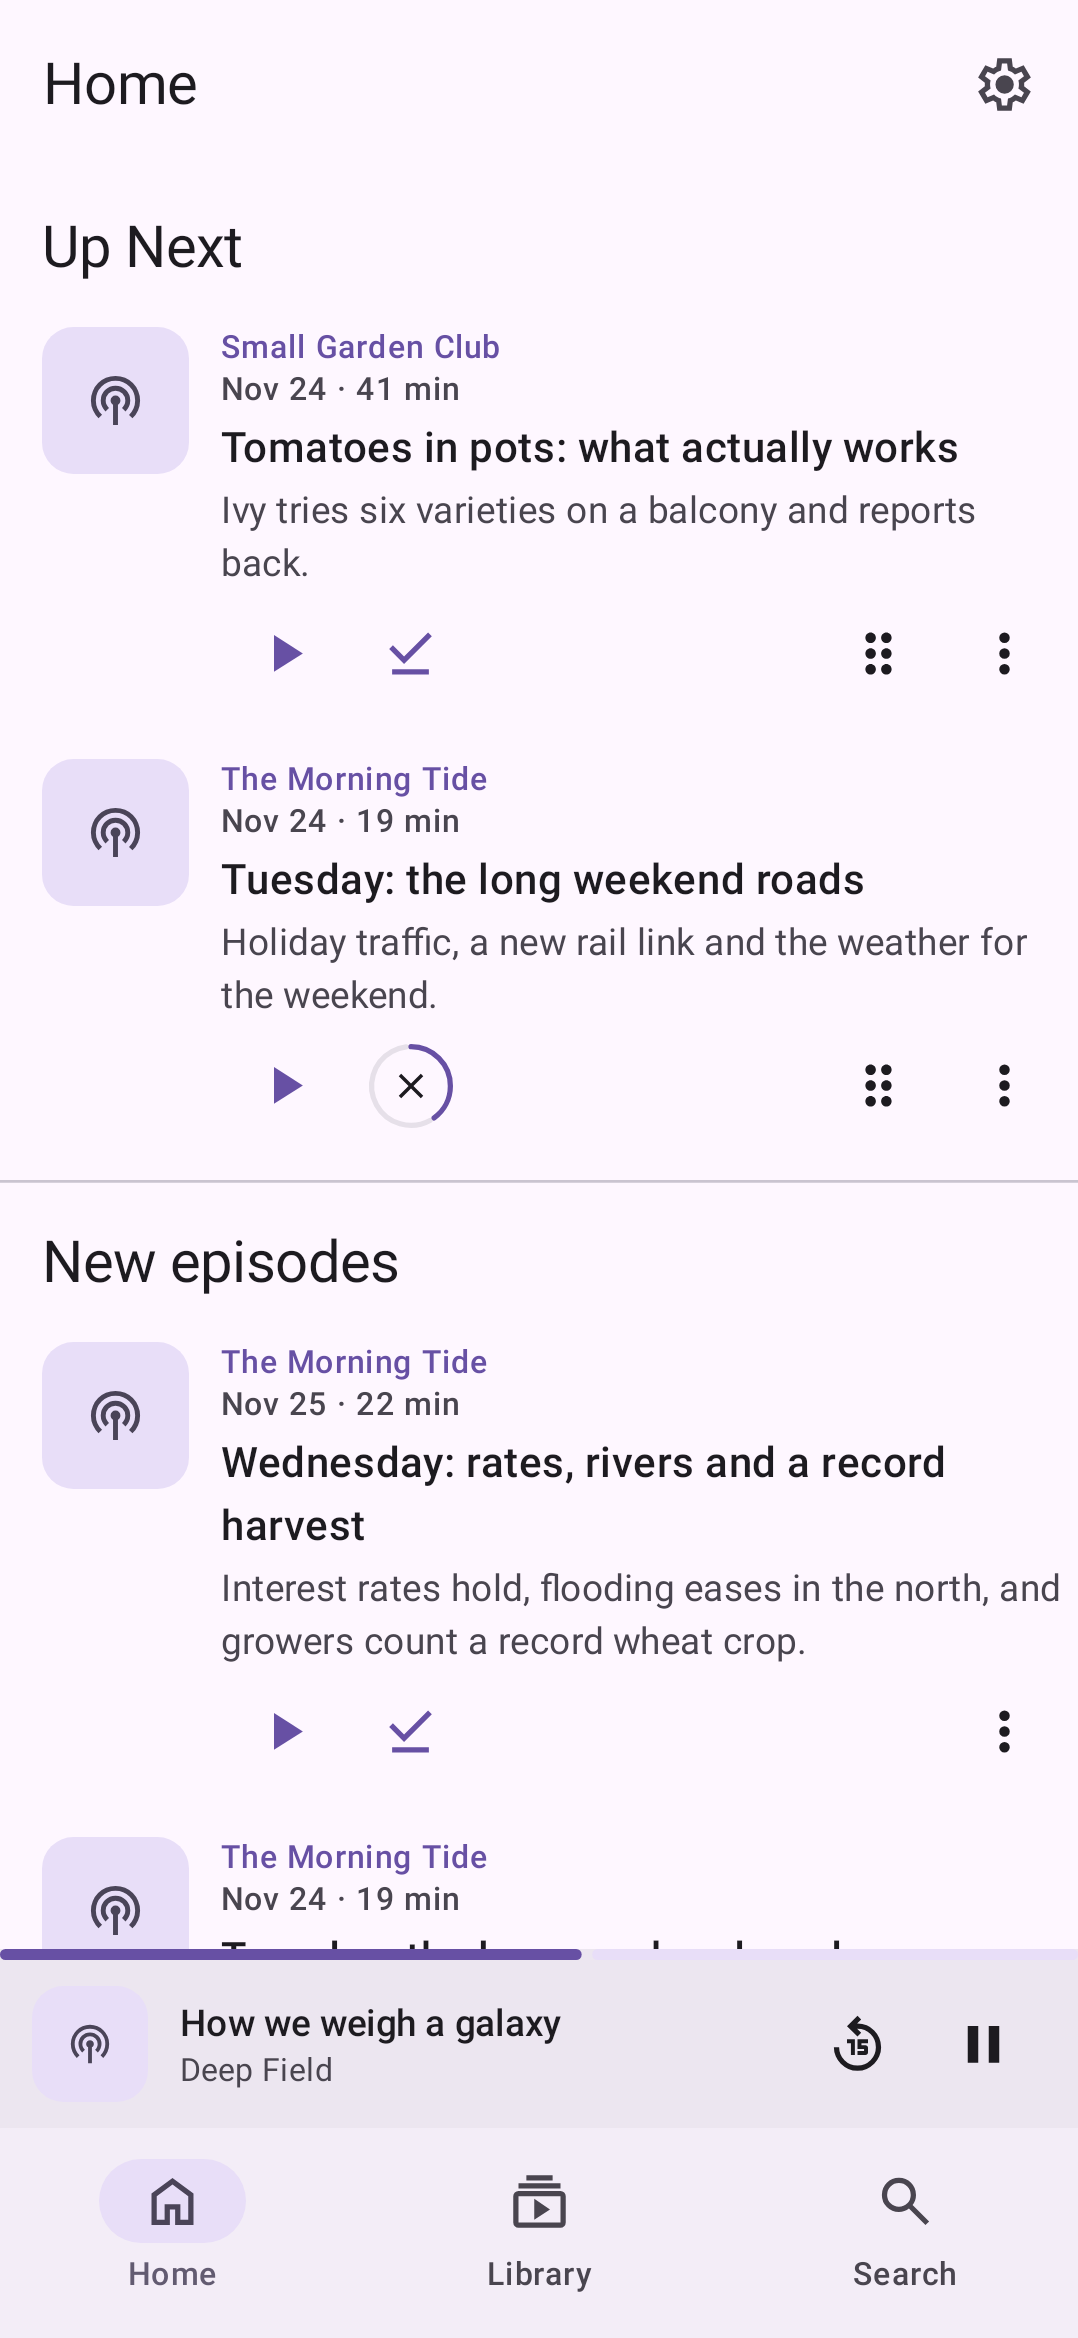 Home
Up Next
Small Garden Club
Nov 24 · 41 min
Tomatoes in pots: what actually works
Ivy tries six varieties on a balcony and reports
back.
The Morning Tide
Nov 24 · 19 min
Tuesday: the long weekend roads
Holiday traffic, a new rail link and the weather for
the weekend.
New episodes
The Morning Tide
Nov 25 · 22 min
Wednesday: rates, rivers and a record
harvest
Interest rates hold, flooding eases in the north, and
growers count a record wheat crop.
The Morning Tide
Nov 24 · 19 min
How we weigh a galaxy
Deep Field
15
Home
Library
Search